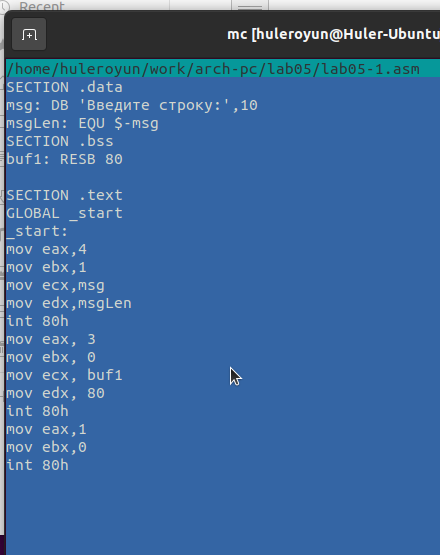 Recent
mc [huleroyun@Huler-Ubuntu
/home/huleroyun/work/arch-pc/lab05/lab05-1.asm
SECTION .data
msg: DB 'Введите строку:',10
msgLen: EQU $-msg
SECTION .bss
buf1: RESB 80
SECTION .text
GLOBAL _start
_start:
mov eax,4
mov ebx,1
mov ecx,msg
mov edx,msgLen
int 80h
mov eax, 3
mov ebx, 0
mov ecx, buf1
mov edx, 80
int 80h
mov eax,1
mov ebx,0
int 80h